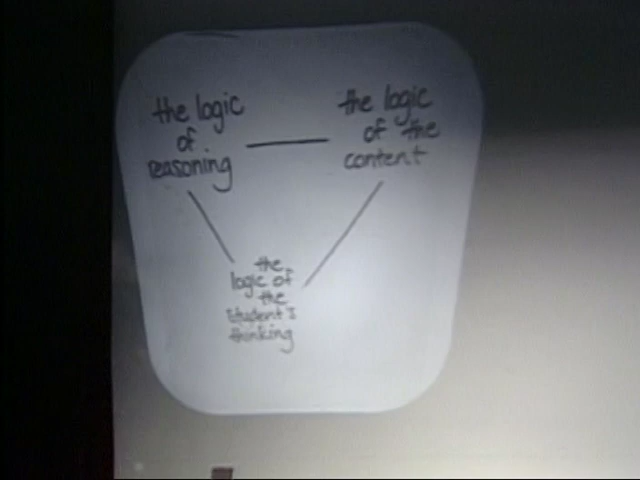 the logic
of
reasoning
the logic
of the
content
the
logic of
the
student's
thinking